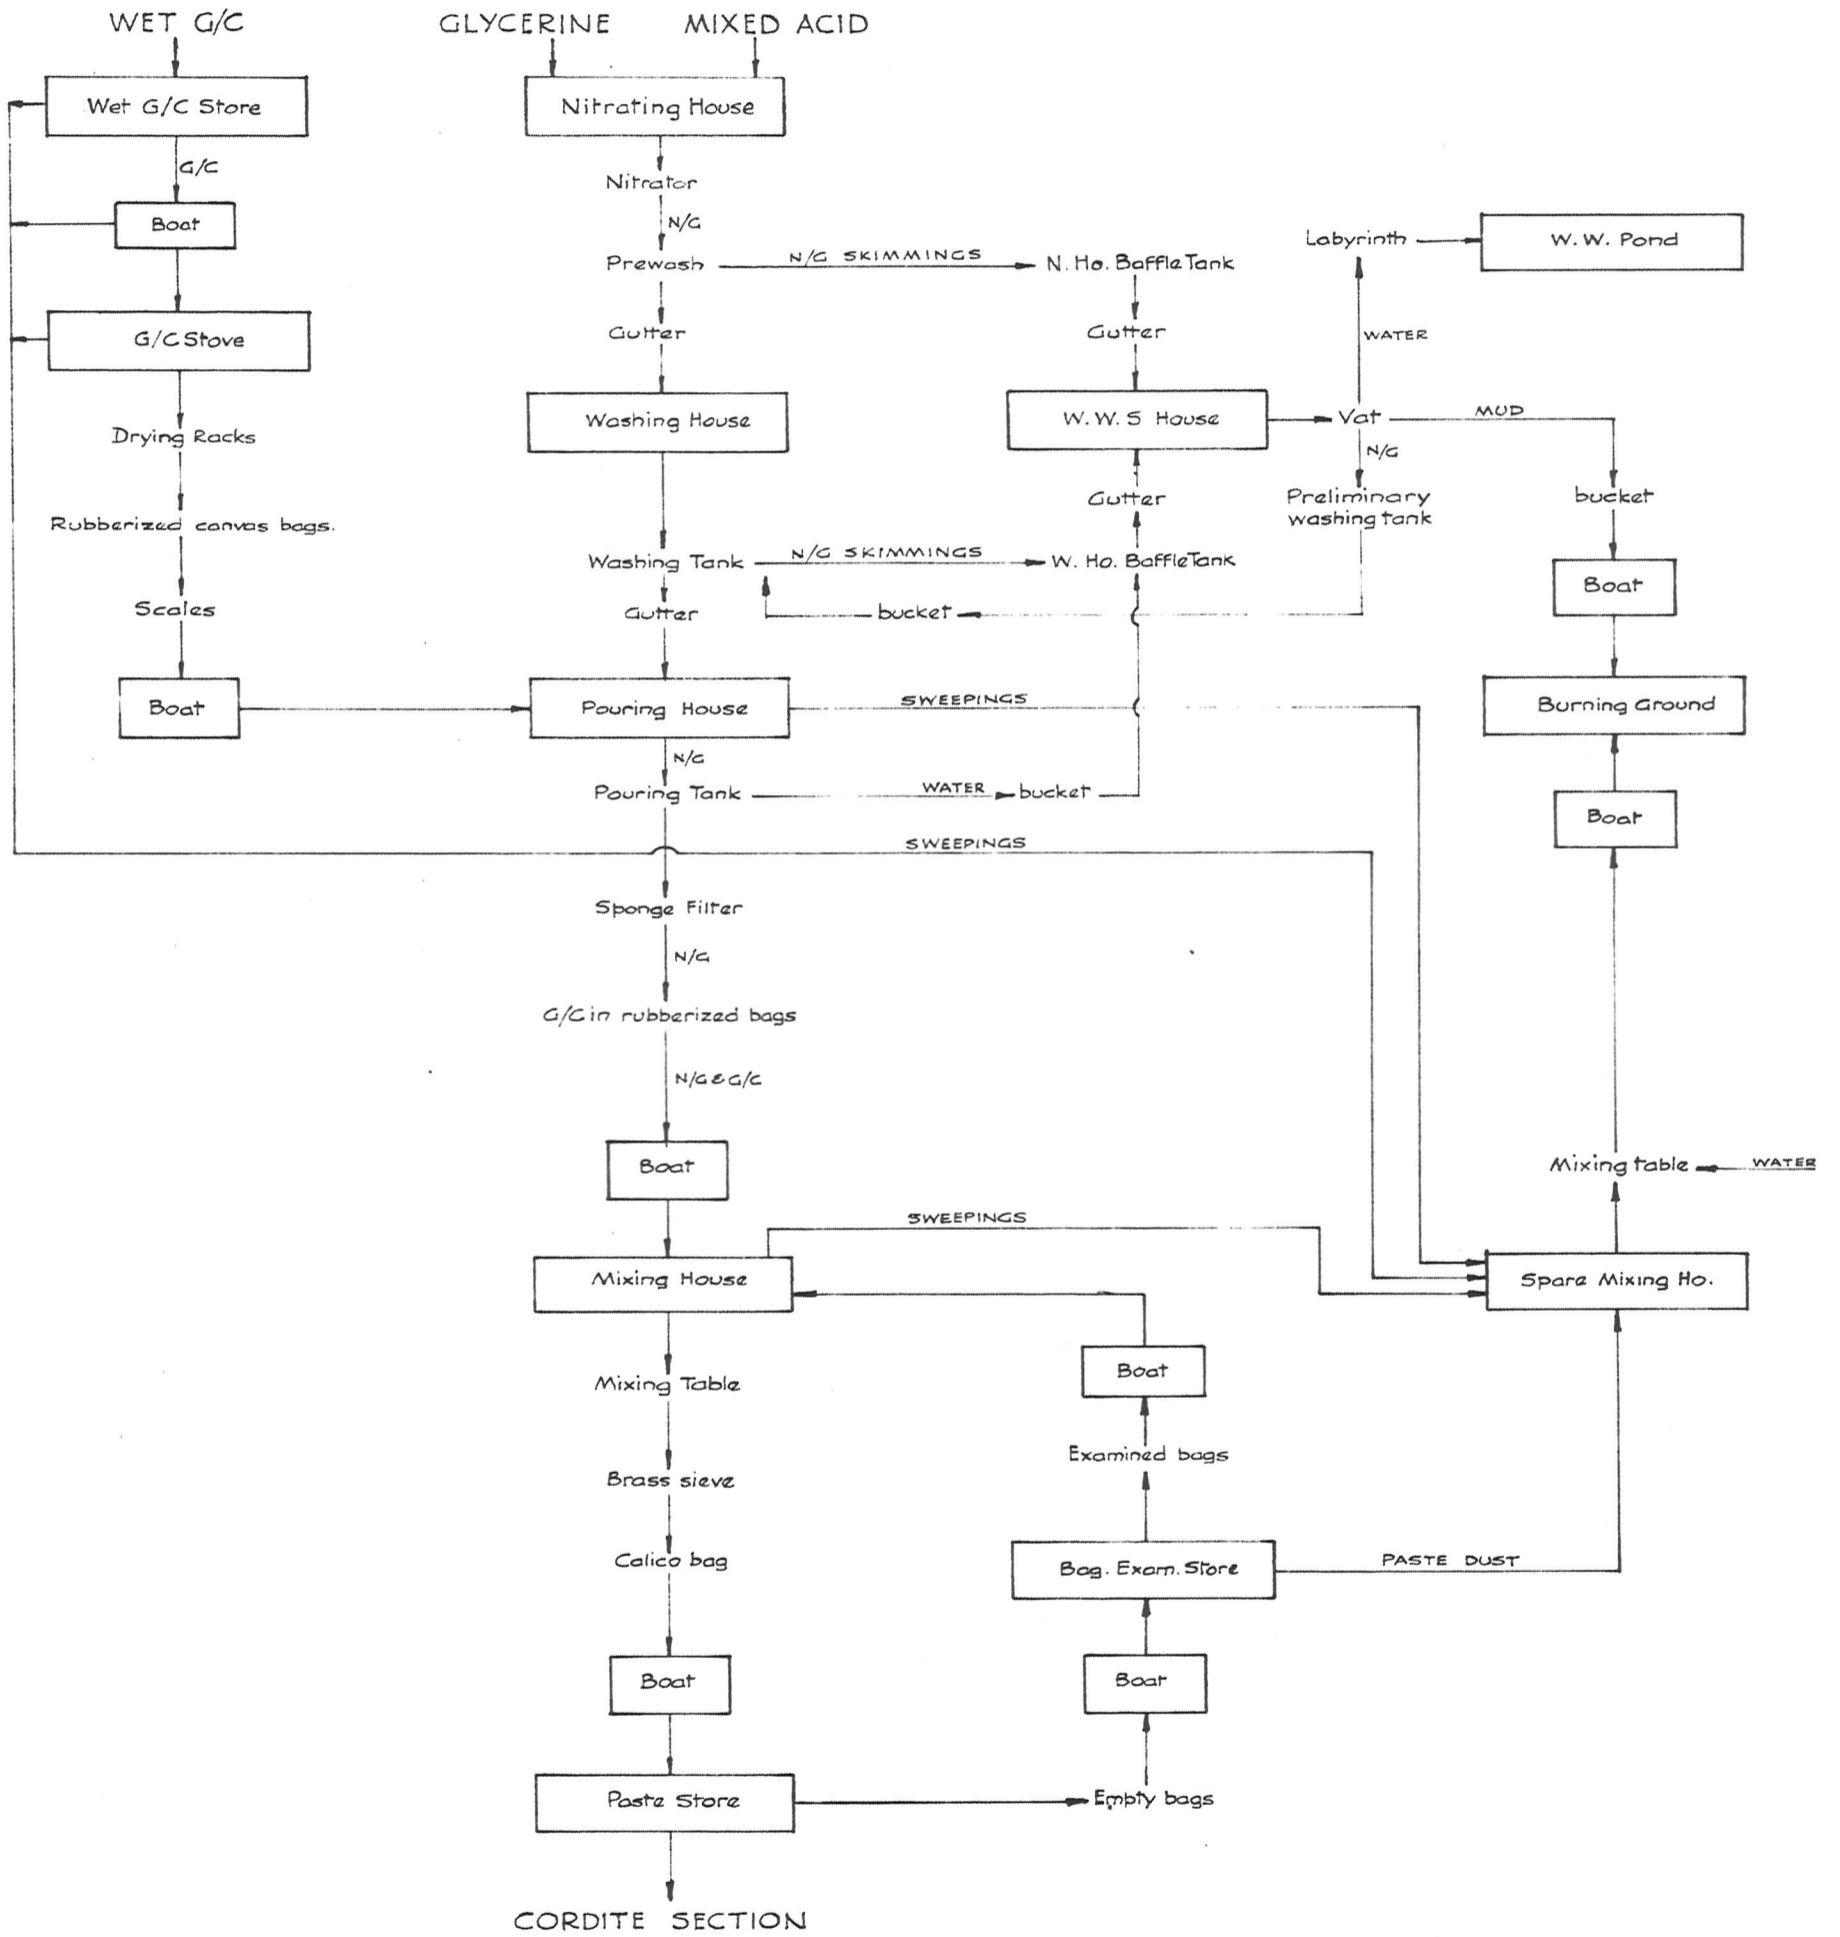 WET G/C
GLYCERINE
MIXED ACID
Wet G/C Store
G/C
Boat
G/C Stove
Drying Racks
Rubberized canvas bags.
Scales
Boat
Nitrating House
Nitrator
N/G
Prewash
N/G SKIMMINGS
N. Ho. Baffle Tank
Gutter
Gutter
Washing House
W. W. S House
Gutter
Washing Tank
N/G SKIMMINGS
W. Ho. Baffle Tank
Gutter
bucket
Labyrinth
W. W. Pond
WATER
Vat
MUD
N/G
Preliminary
washing tank
bucket
Boat
Burning Ground
Boat
Pouring House
SWEEPINGS
N/G
Pouring Tank
WATER
bucket
SWEEPINGS
Sponge Filter
N/G
G/C in rubberized bags
N/G & G/C
Boat
Mixing table
WATER
SWEEPINGS
Mixing House
Spare Mixing Ho.
Mixing Table
Boat
Brass sieve
Examined bags
Calico bag
Bag. Exam. Store
PASTE DUST
Boat
Boat
Paste Store
Empty bags
CORDITE SECTION